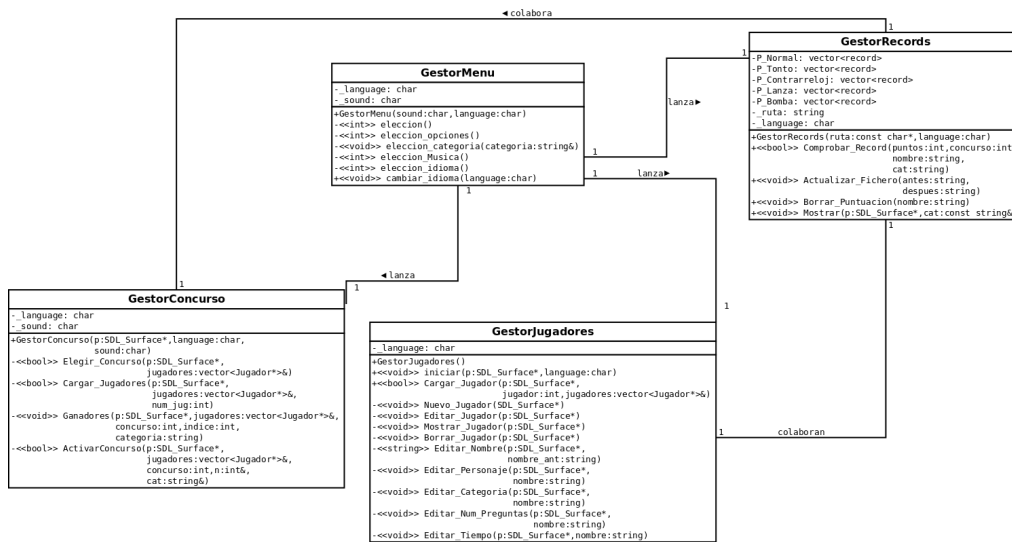 ◄ colabora
1
1
GestorRecords
-P_Normal: vector<record>
-P_Tonto: vector<record>
-P_Contrarreloj: vector<record>
-P_Lanza: vector<record>
-P_Bomba: vector<record>
-_ruta: string
-_language: char
+GestorRecords(ruta:const char*,language:char)
+<<bool>> Comprobar_Record(puntos:int,concurso:int
nombre:string,
cat:string)
+<<void>> Actualizar_Fichero(antes:string,
despues:string)
+<<void>> Borrar_Puntuacion(nombre:string)
+<<void>> Mostrar(p:SDL_Surface*,cat:const string&
1
GestorMenu
-_language: char
-_sound: char
+GestorMenu(sound:char,language:char)
-<<int>> eleccion()
-<<int>> eleccion_opciones()
-<<void>> eleccion_categoria(categoria:string&)
-<<int>> eleccion_Musica()
-<<int>> eleccion_idioma()
+<<void>> cambiar_idioma(language:char)
lanza►
1
1
lanza►
1
1
◄ lanza
1
1
GestorConcurso
-_language: char
-_sound: char
+GestorConcurso(p:SDL_Surface*,language:char,
sound:char)
-<<bool>> Elegir_Concurso(p:SDL_Surface*,
jugadores:vector<Jugador*>&)
-<<bool>> Cargar_Jugadores(p:SDL_Surface*,
jugadores:vector<Jugador*>&,
num_jug:int)
-<<void>> Ganadores(p:SDL_Surface*,jugadores:vector<Jugador*>&,
concurso:int,indice:int,
categoria:string)
-<<bool>> ActivarConcurso(p:SDL_Surface*,
jugadores:vector<Jugador*>&,
concurso:int,n:int&,
cat:string&)
1
GestorJugadores
-_language: char
+GestorJugadores()
+<<void>> iniciar(p:SDL_Surface*,language:char)
+<<bool>> Cargar_Jugador(p:SDL_Surface*,
jugador:int,jugadores:vector<Jugador*>&)
-<<void>> Nuevo_Jugador(SDL_Surface*)
-<<void>> Editar_Jugador(p:SDL_Surface*)
-<<void>> Mostrar_Jugador(p:SDL_Surface*)
-<<void>> Borrar_Jugador(p:SDL_Surface*)
-<<string>> Editar_Nombre(p:SDL_Surface*,
nombre_ant:string)
-<<void>> Editar_Personaje(p:SDL_Surface*,
nombre:string)
-<<void>> Editar_Categoria(p:SDL_Surface*,
nombre:string)
-<<void>> Editar_Num_Preguntas(p:SDL_Surface*,
nombre:string)
-<<void>> Editar_Tiempo(p:SDL_Surface*,nombre:string)
1
colaboran